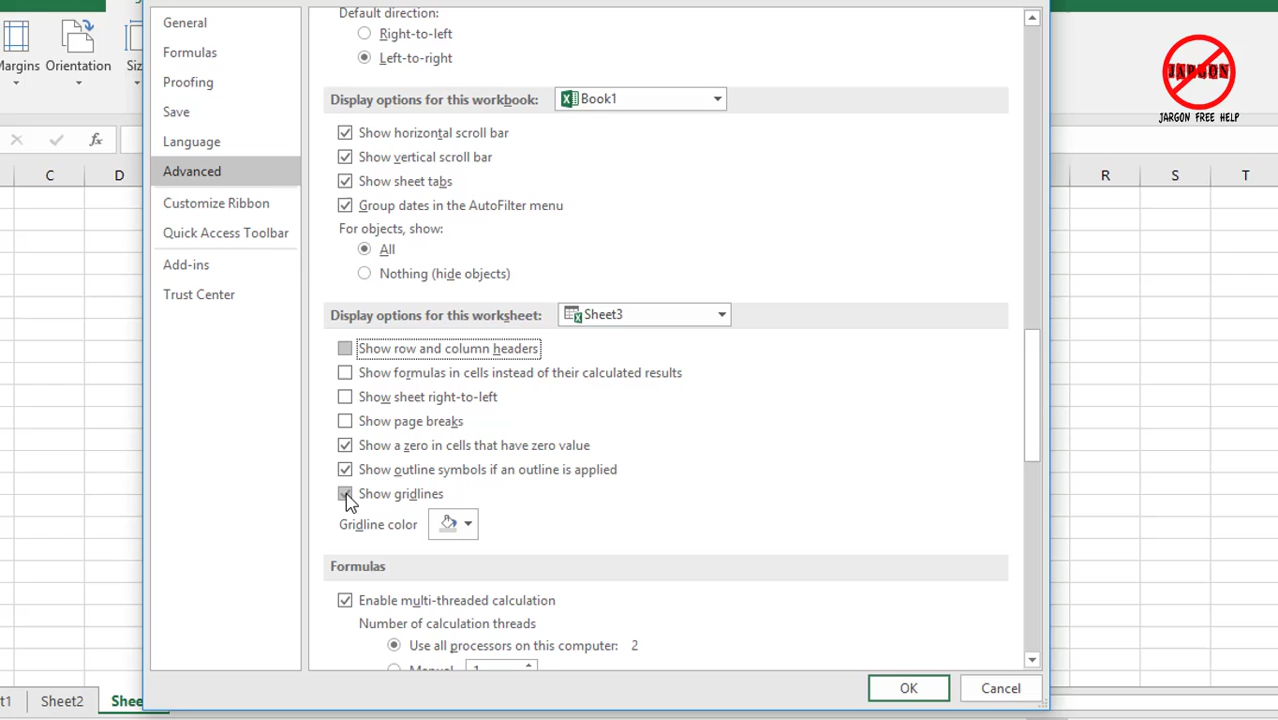 General
Formulas
Proofing
Save
Language
Advanced
Customize Ribbon
Quick Access Toolbar
Add-ins
Trust Center
Default direction:
Right-to-left
Left-to-right
Display options for this workbook: Book1
Show horizontal scroll bar
Show vertical scroll bar
Show sheet tabs
Group dates in the AutoFilter menu
For objects, show:
All
Nothing (hide objects)
Display options for this worksheet: Sheet3
Show row and column headers
Show formulas in cells instead of their calculated results
Show sheet right-to-left
Show page breaks
Show a zero in cells that have zero value
Show outline symbols if an outline is applied
Show gridlines
Gridline color
Formulas
Enable multi-threaded calculation
Number of calculation threads
Use all processors on this computer: 2
Manual 1
OK Cancel
Margins Orientation Siz
fx
C D R S T
t1 Sheet2 Shee
JARGON
JARGON FREE HELP